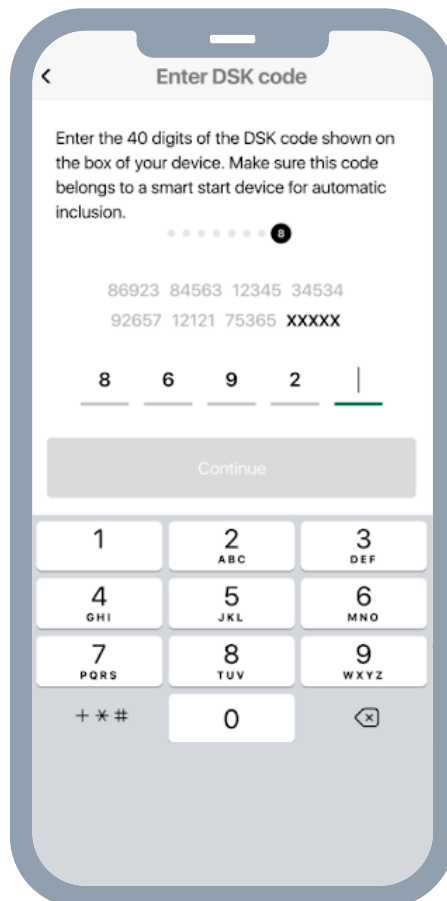 Enter DSK code
Enter the 40 digits of the DSK code shown on
the box of your device. Make sure this code
belongs to a smart start device for automatic
inclusion.
8
86923 84563 12345 34534
92657 12121 75365 XXXXX
8 6 9 2
Continue
1 2 3
ABC DEF
4 5 6
GHI JKL MNO
7 8 9
PQRS TUV WXYZ
+ * # 0